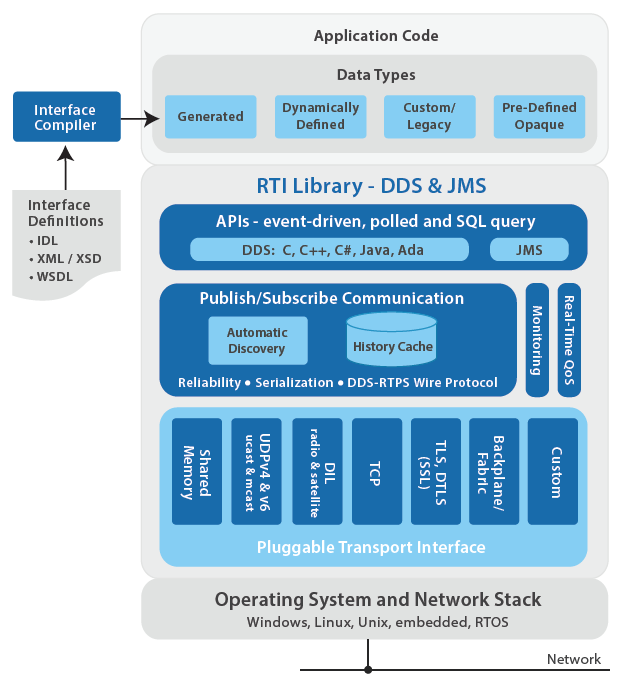 Application Code
Data Types
Generated
Dynamically
Defined
Custom/
Legacy
Pre-Defined
Opaque
Interface
Compiler
Interface
Definitions
• IDL
• XML / XSD
• WSDL
RTI Library - DDS & JMS
APIs - event-driven, polled and SQL query
DDS: C, C++, C#, Java, Ada
JMS
Publish/Subscribe Communication
Automatic
Discovery
History Cache
Reliability • Serialization • DDS-RTPS Wire Protocol
Monitoring
Real-Time QoS
Shared
Memory
UDPv4 & v6
ucast & mcast
DIL
radio & satellite
TCP
TLS, DTLS
(SSL)
Backplane/
Fabric
Custom
Pluggable Transport Interface
Operating System and Network Stack
Windows, Linux, Unix, embedded, RTOS
Network